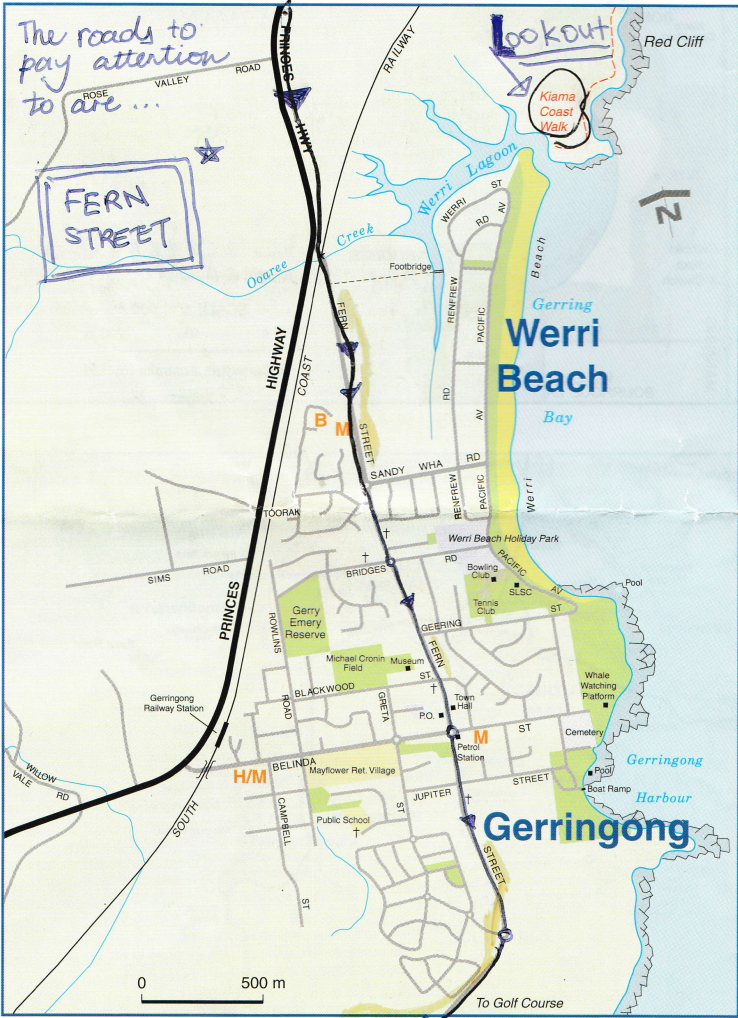 The roads to
pay attention
to are ...
FERN
STREET
Lookout
Red Cliff
Kiama
Coast
Walk
PRINCES
HWY
RAILWAY
ROSE VALLEY ROAD
Werri Lagoon
WERRI ST
RD
AV
N
Ooaree Creek
Footbridge
Beach
FERN
RENFREW
PACIFIC
Gerring
Werri
Beach
HIGHWAY
COAST
RD
AV
Bay
B
M
STREET
SANDY WHA RD
RENFREW
PACIFIC
Werri
TOORAK
Werri Beach Holiday Park
SIMS ROAD
BRIDGES RD
PACIFIC AV
Bowling
Club
SLSC
Pool
PRINCES
Tennis
Club
ST
Gerry
Emery
Reserve
ROWLINS
GEERING
FERN
Michael Cronin
Field
Museum
ST
Whale
Watching
Platform
Gerringong
Railway Station
ROAD
BLACKWOOD
GRETA
Town
Hall
P.O.
M
ST
Cemetery
Petrol
Station
WILLOW
VALE RD
H/M
BELINDA
Mayflower Ret. Village
Gerringong
Harbour
Pool
Boat Ramp
JUPITER STREET
SOUTH
CAMPBELL
ST
Public School
Gerringong
STREET
ST
0 500 m
To Golf Course